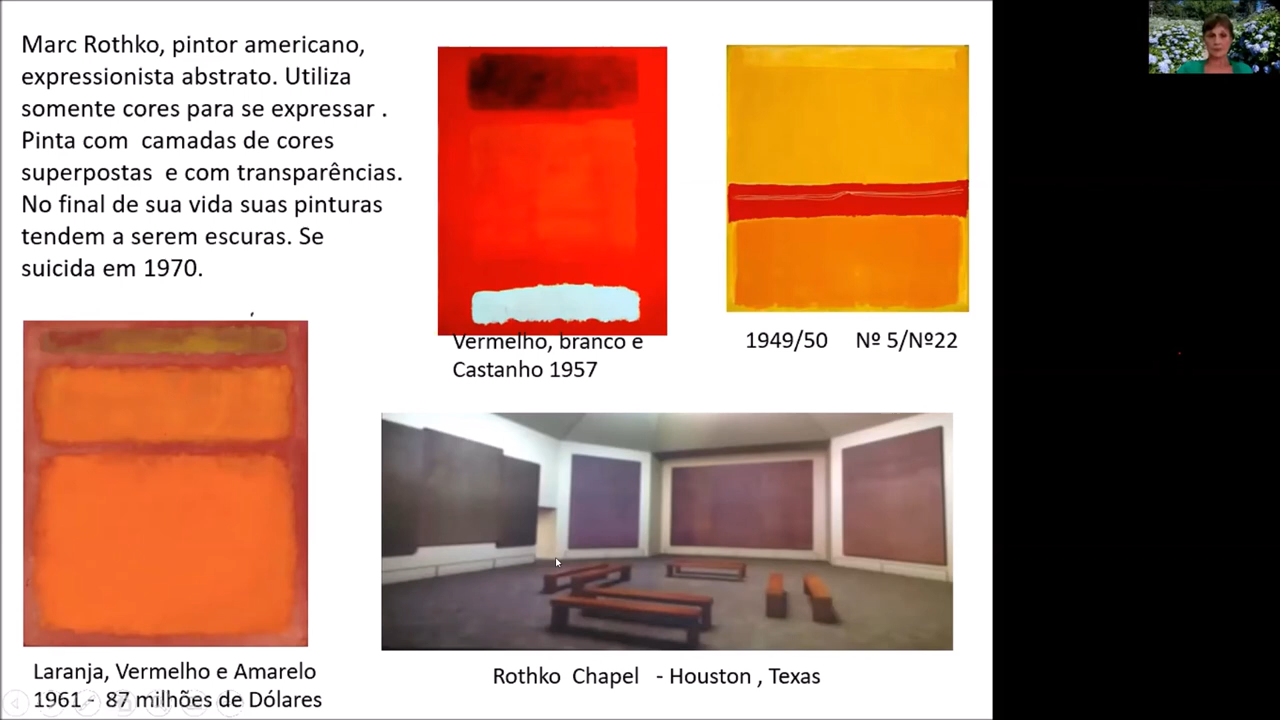 Marc Rothko, pintor americano,
expressionista abstrato. Utiliza
somente cores para se expressar .
Pinta com camadas de cores
superpostas e com transparências.
No final de sua vida suas pinturas
tendem a serem escuras. Se
suicida em 1970.
,
Vermelho, branco e
Castanho 1957
1949/50 Nº 5/Nº22
Laranja, Vermelho e Amarelo
1961 - 87 milhões de Dólares
Rothko Chapel - Houston , Texas